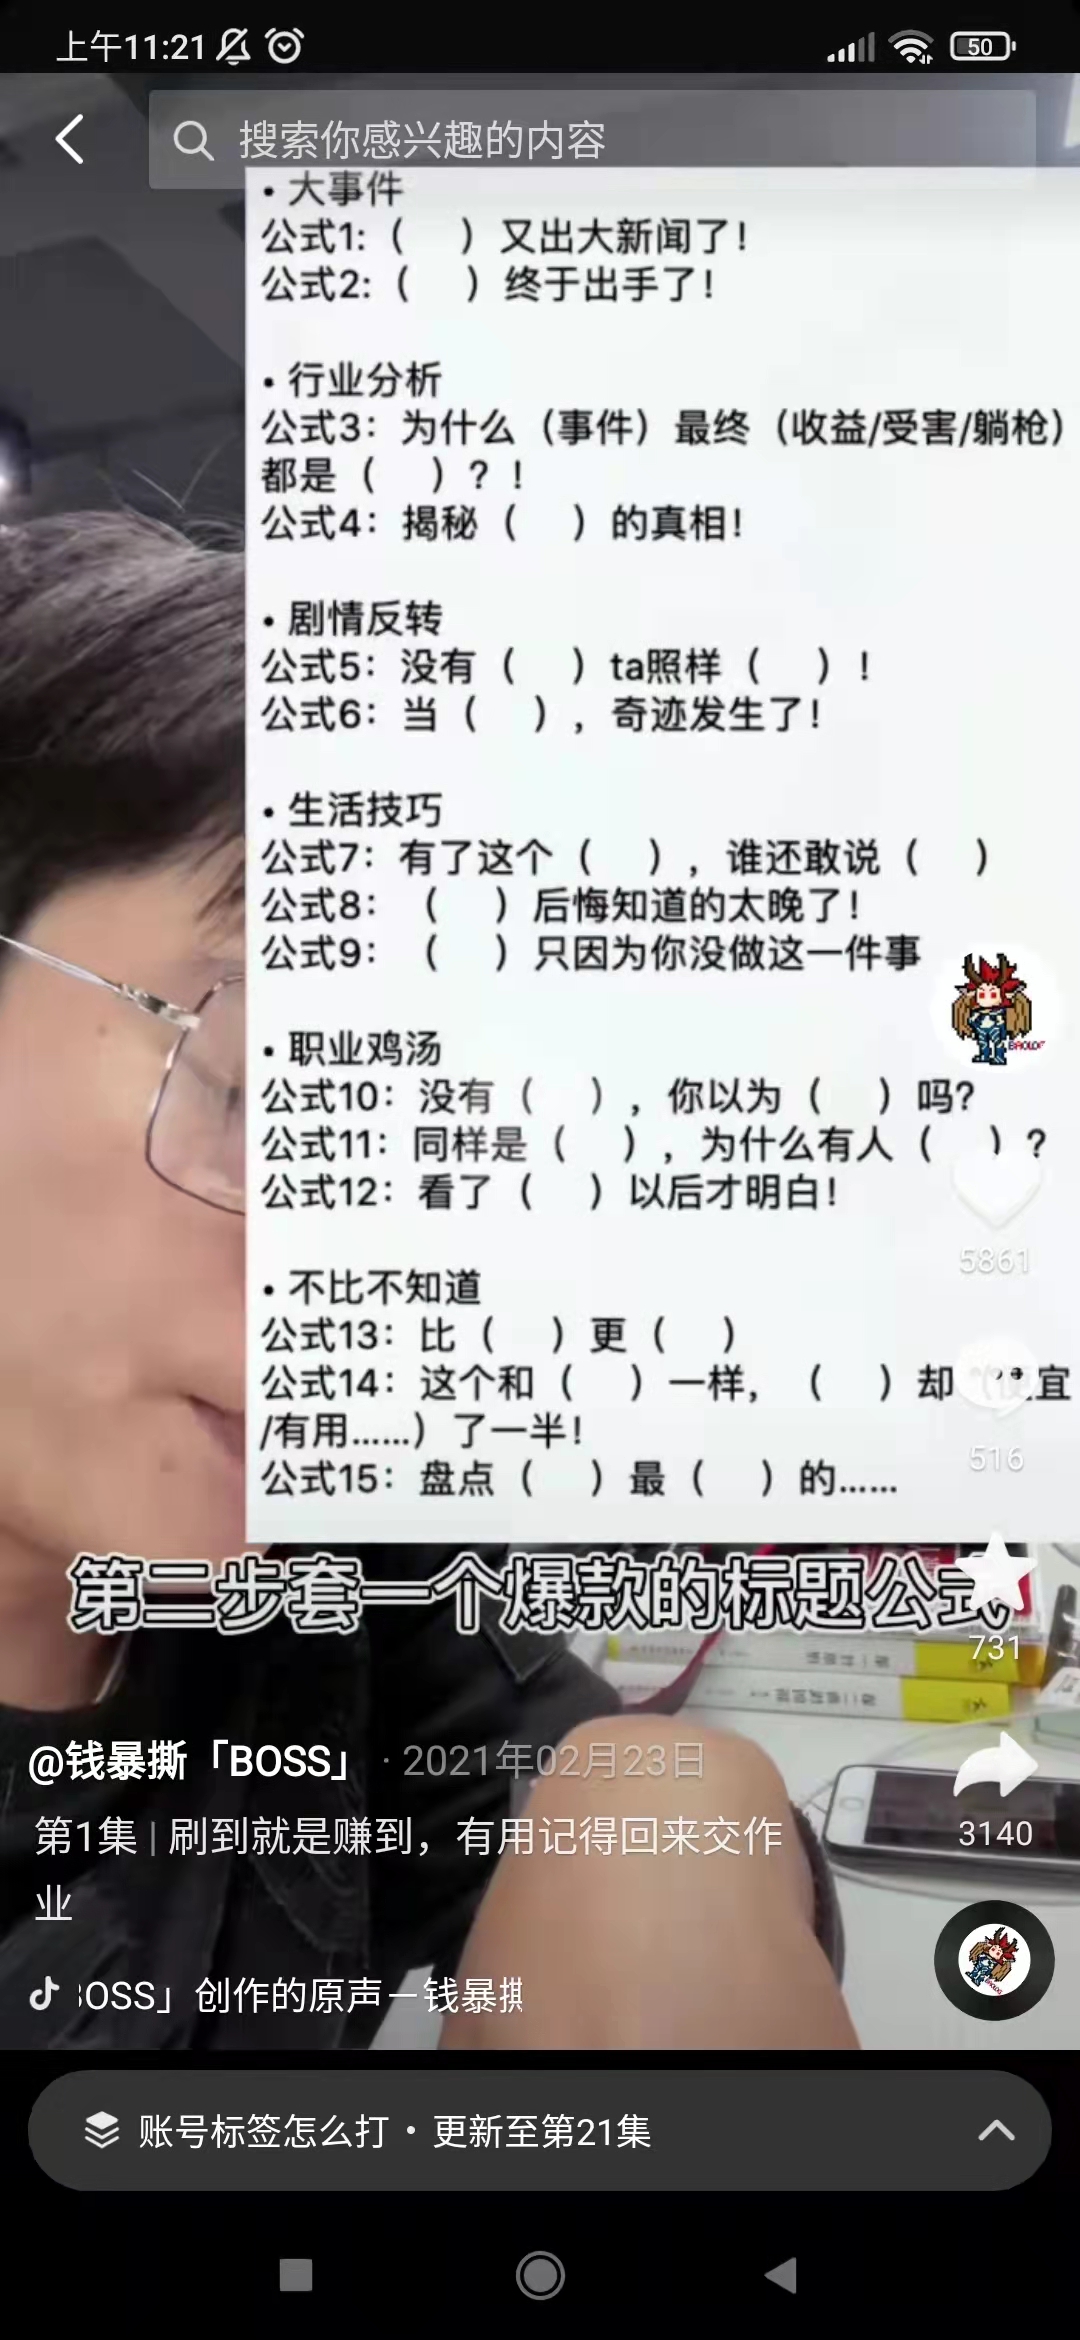 上午11:21
50
搜索你感兴趣的内容
• 大事件
公式1:（ ）又出大新闻了！
公式2:（ ）终于出手了！
• 行业分析
公式3：为什么（事件）最终（收益/受害/躺枪）
都是（ ）？！
公式4：揭秘（ ）的真相！
• 剧情反转
公式5：没有（ ）ta照样（ ）！
公式6：当（ ），奇迹发生了！
• 生活技巧
公式7：有了这个（ ），谁还敢说（ ）
公式8：（ ）后悔知道的太晚了！
公式9：（ ）只因为你没做这一件事
• 职业鸡汤
公式10：没有（ ），你以为（ ）吗？
公式11：同样是（ ），为什么有人（ ）？
公式12：看了（ ）以后才明白！
• 不比不知道
公式13：比（ ）更（ ）
公式14：这个和（ ）一样，（ ）却（便宜
/有用……）了一半！
公式15：盘点（ ）最（ ）的……
5861
516
第二步套一个爆款的标题公式
731
@钱暴撕「BOSS」 · 2021年02月23日
3140
第1集 | 刷到就是赚到，有用记得回来交作
业
BOSS」创作的原声－钱暴撕
账号标签怎么打 • 更新至第21集